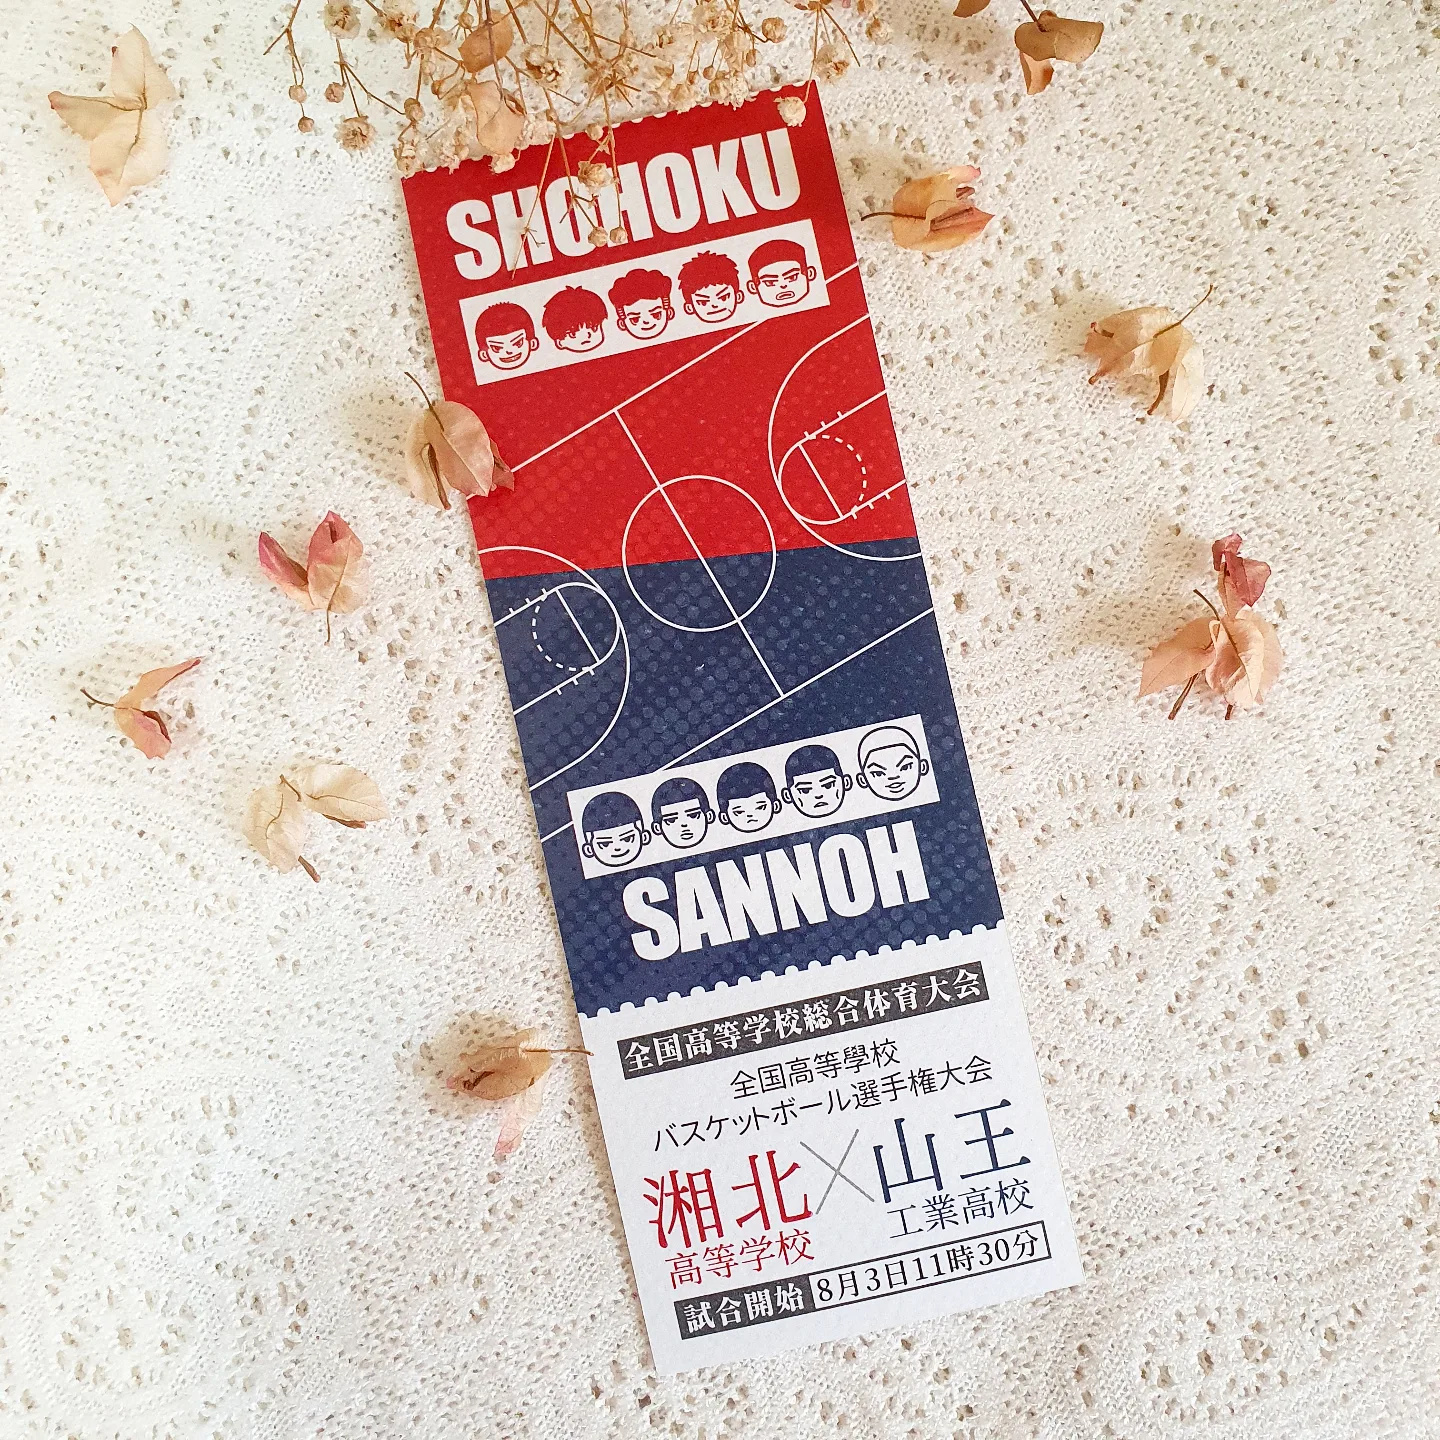 SHOHOKU
SANNOH
全国高等学校総合体育大会
全国高等學校
バスケットボール選手権大会
湘北×山王
高等学校 工業高校
試合開始 8月3日11時30分